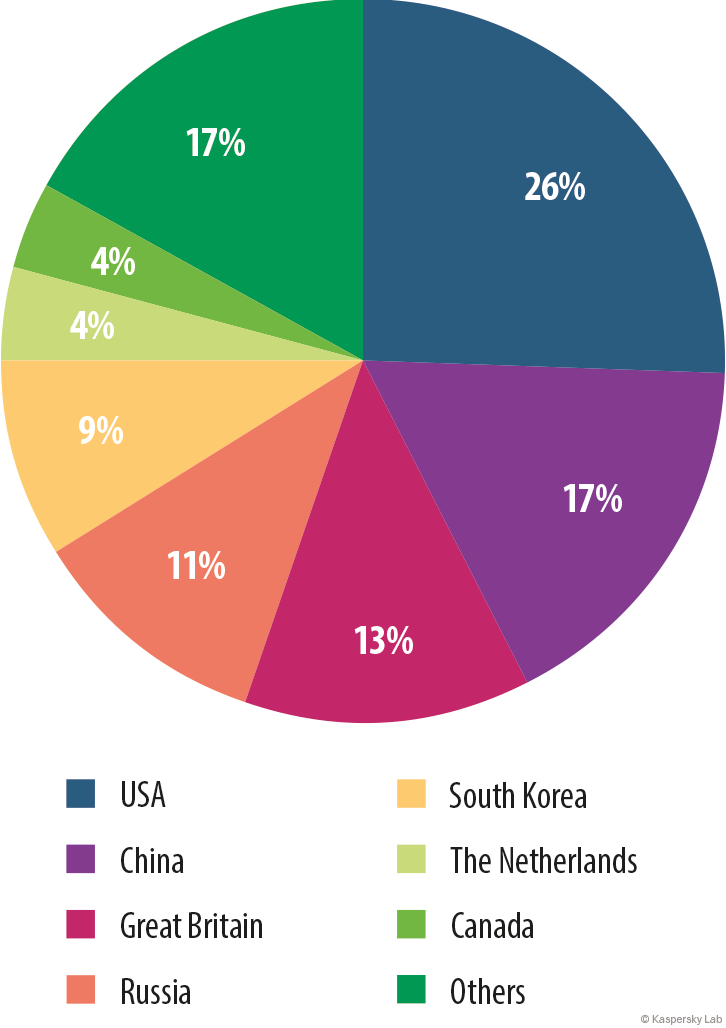 17%
26%
4%
4%
9%
17%
11%
13%
USA
China
Great Britain
Russia
South Korea
The Netherlands
Canada
Others
© Kaspersky Lab